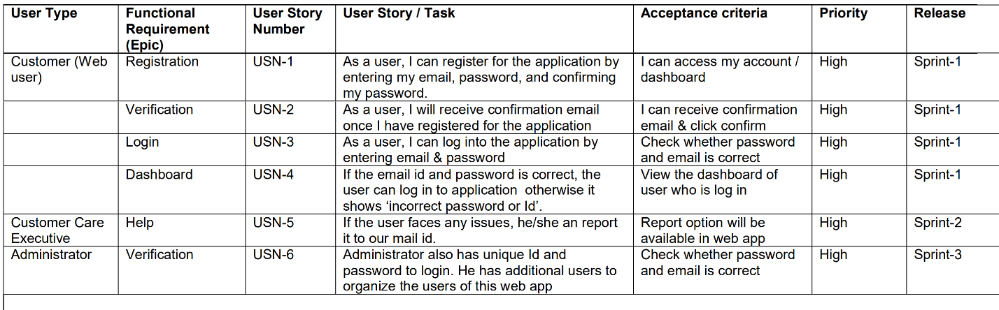 User Type Functional Requirement (Epic) User Story Number User Story / Task Acceptance criteria Priority Release
Customer (Web user) Registration USN-1 As a user, I can register for the application by entering my email, password, and confirming my password. I can access my account / dashboard High Sprint-1
Verification USN-2 As a user, I will receive confirmation email once I have registered for the application I can receive confirmation email & click confirm High Sprint-1
Login USN-3 As a user, I can log into the application by entering email & password Check whether password and email is correct High Sprint-1
Dashboard USN-4 If the email id and password is correct, the user can log in to application  otherwise it shows ‘incorrect password or Id’. View the dashboard of user who is log in High Sprint-1
Customer Care Executive Help USN-5 If the user faces any issues, he/she an report it to our mail id. Report option will be available in web app High Sprint-2
Administrator Verification USN-6 Administrator also has unique Id and password to login. He has additional users to organize the users of this web app Check whether password and email is correct High Sprint-3